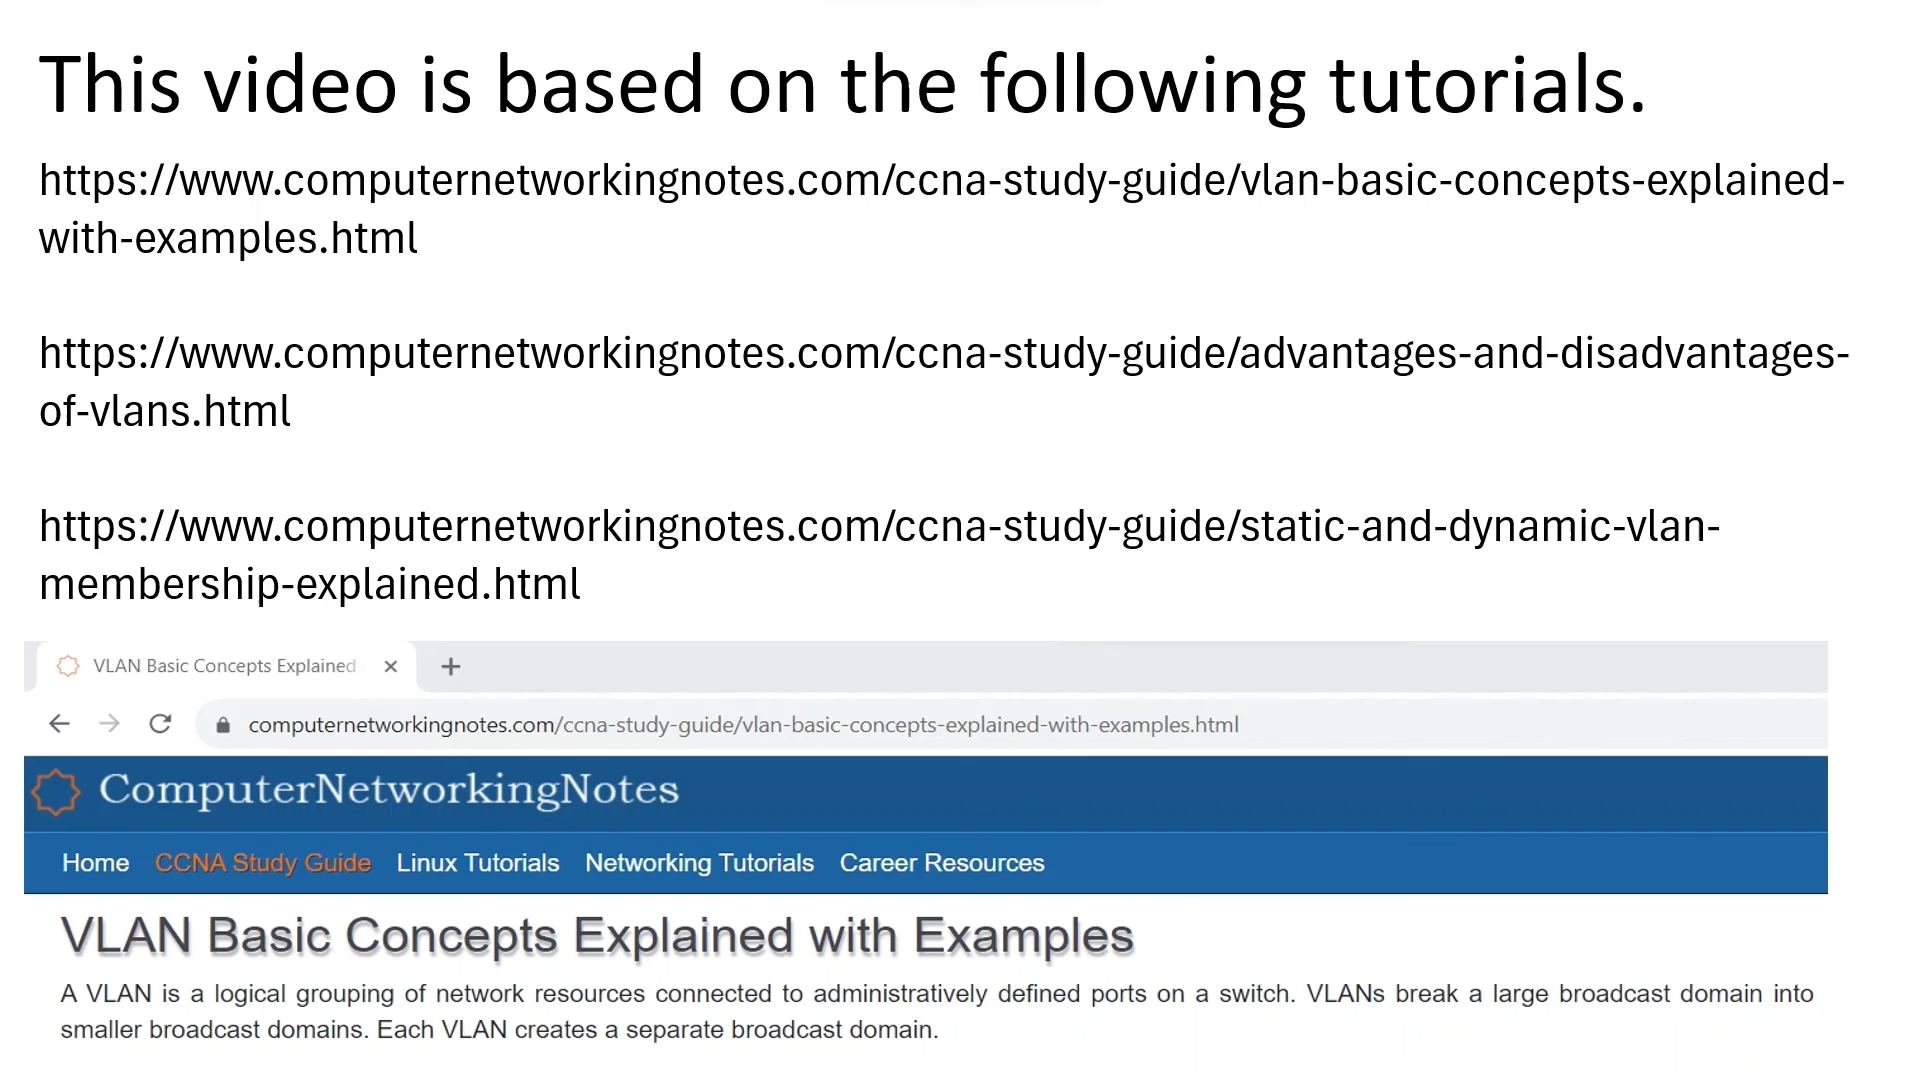 This video is based on the following tutorials.
https://www.computernetworkingnotes.com/ccna-study-guide/vlan-basic-concepts-explained-
with-examples.html
https://www.computernetworkingnotes.com/ccna-study-guide/advantages-and-disadvantages-
of-vlans.html
https://www.computernetworkingnotes.com/ccna-study-guide/static-and-dynamic-vlan-
membership-explained.html
VLAN Basic Concepts Explained
computernetworkingnotes.com/ccna-study-guide/vlan-basic-concepts-explained-with-examples.html
ComputerNetworkingNotes
Home CCNA Study Guide Linux Tutorials Networking Tutorials Career Resources
VLAN Basic Concepts Explained with Examples
A VLAN is a logical grouping of network resources connected to administratively defined ports on a switch. VLANs break a large broadcast domain into
smaller broadcast domains. Each VLAN creates a separate broadcast domain.